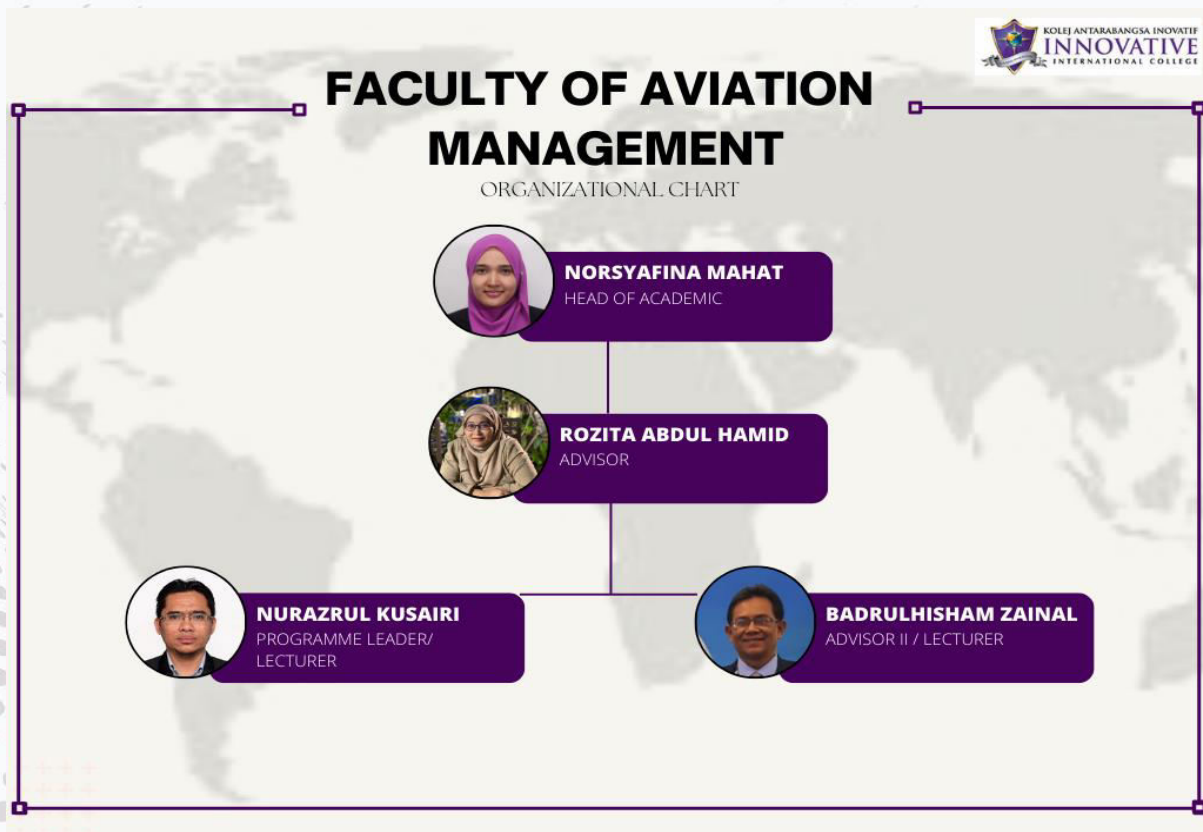 KOLEJ ANTARABANGSA INOVATIF
INNOVATIVE
INTERNATIONAL COLLEGE
FACULTY OF AVIATION
MANAGEMENT
ORGANIZATIONAL CHART
NORSYAFINA MAHAT
HEAD OF ACADEMIC
ROZITA ABDUL HAMID
ADVISOR
NURAZRUL KUSAIRI
PROGRAMME LEADER/
LECTURER
BADRULHISHAM ZAINAL
ADVISOR II / LECTURER